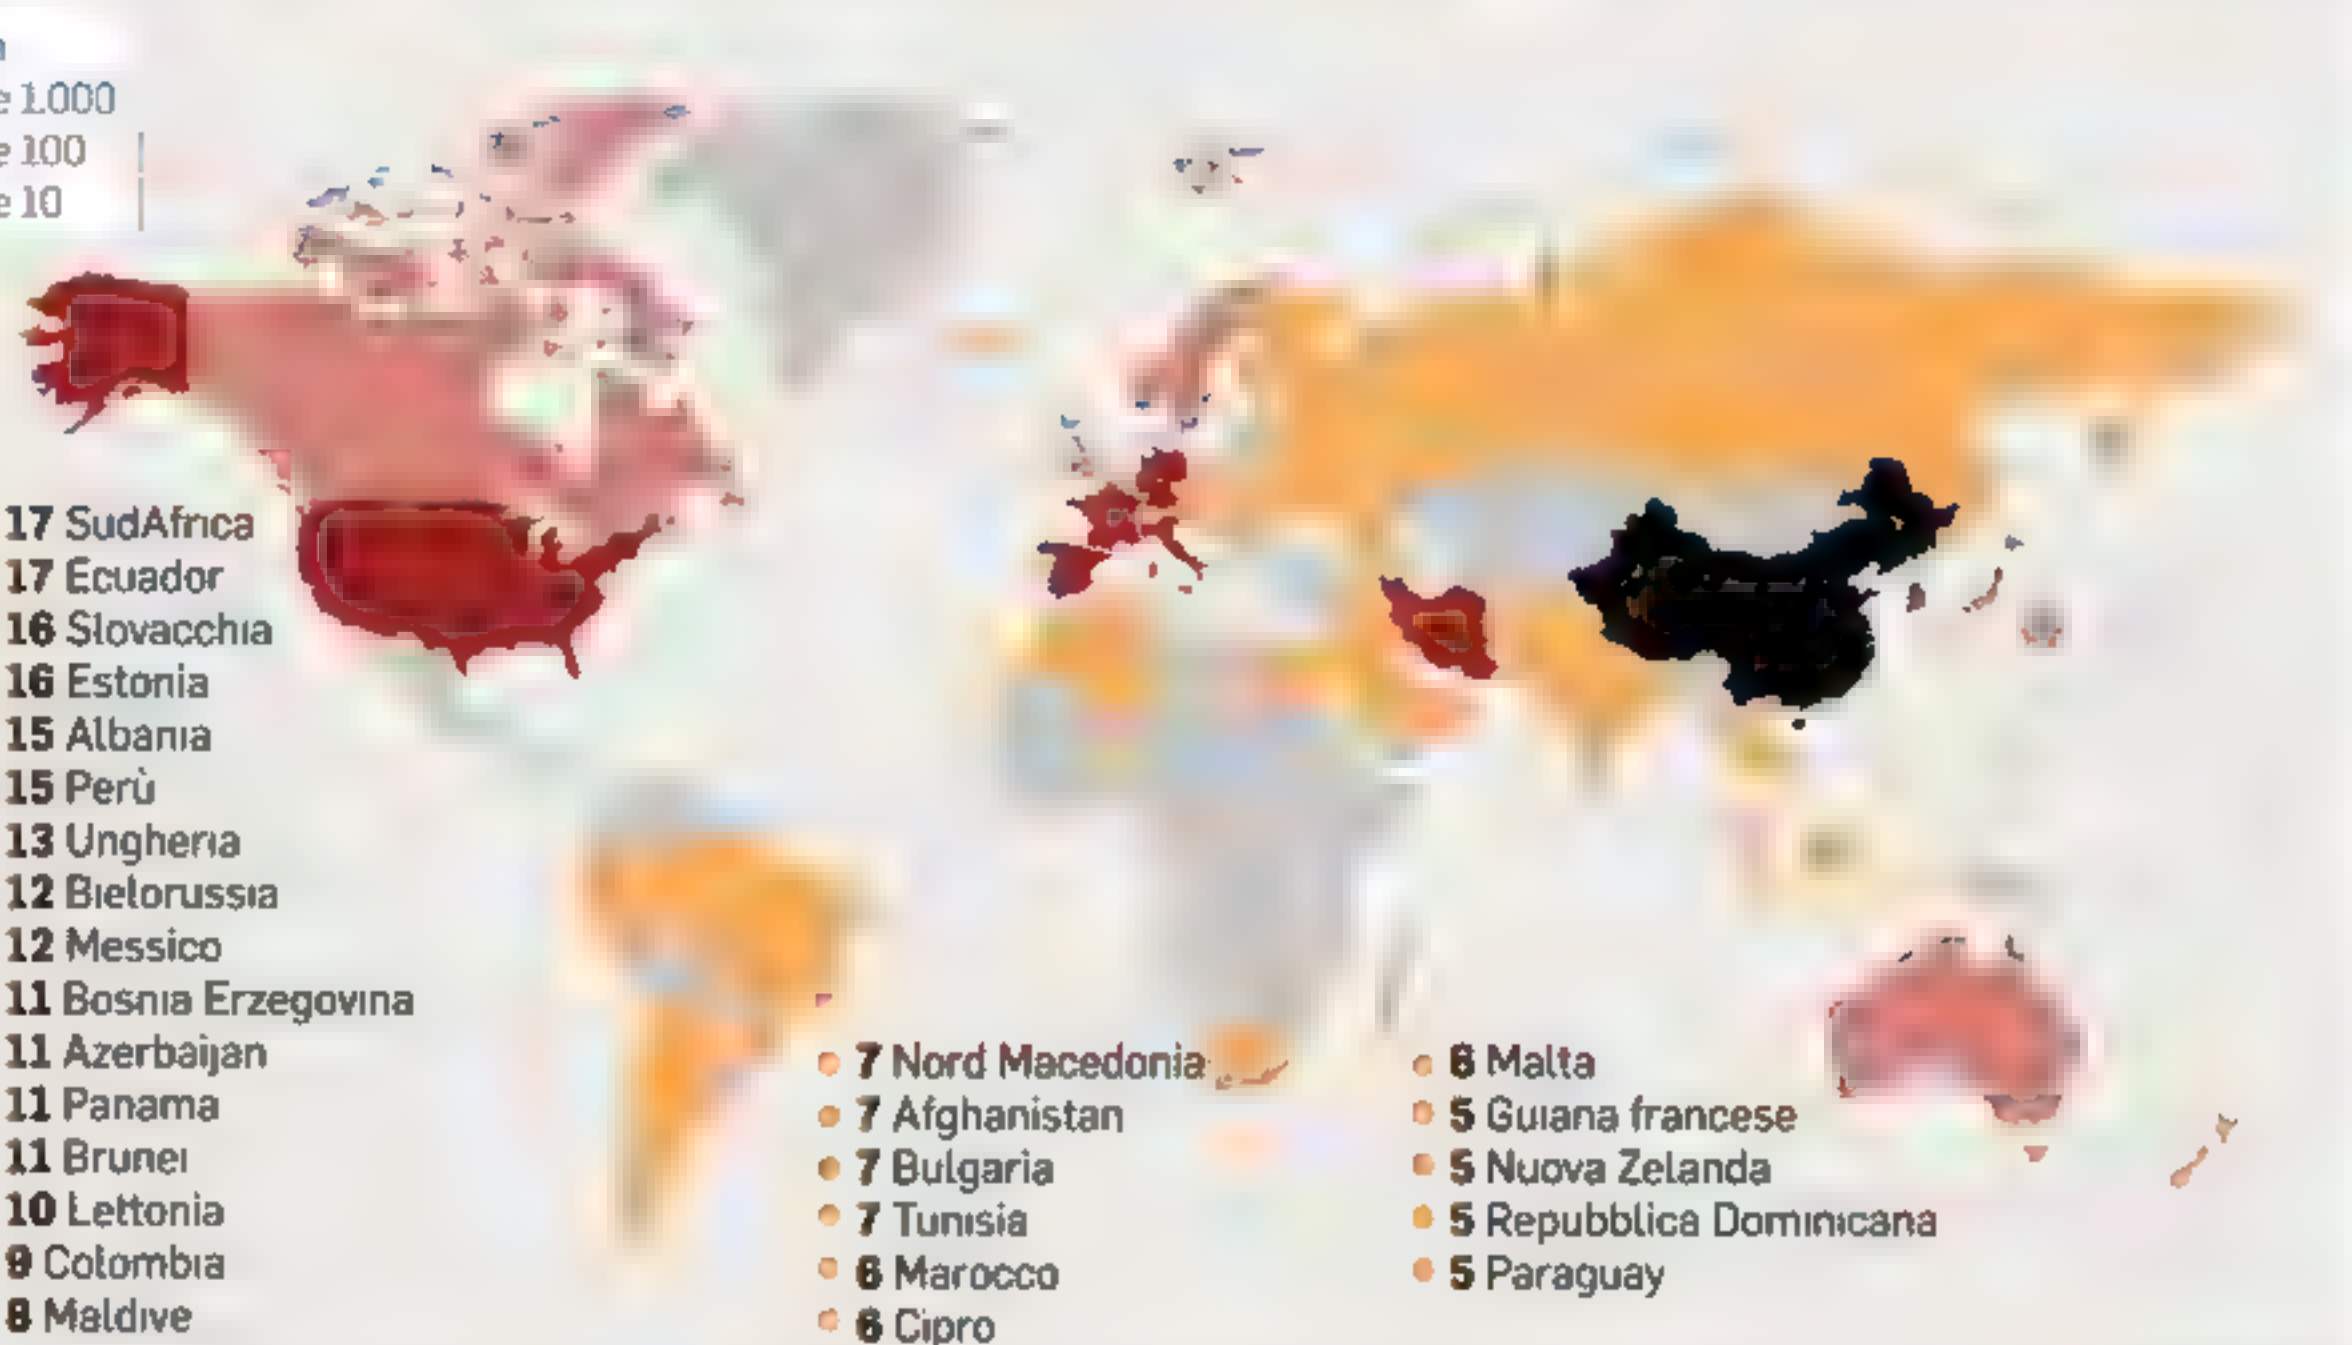 e 1.000
e 100
e 10
17 SudAfrica
17 Ecuador
16 Slovacchia
16 Estonia
15 Albania
15 Perù
13 Ungheria
12 Bielorussia
12 Messico
11 Bosnia Erzegovina
11 Azerbaijan
11 Panama
11 Brunei
10 Lettonia
9 Colombia
8 Maldive
7 Nord Macedonia
7 Afghanistan
7 Bulgaria
7 Tunisia
6 Marocco
6 Cipro
6 Malta
5 Guiana francese
5 Nuova Zelanda
5 Repubblica Dominicana
5 Paraguay